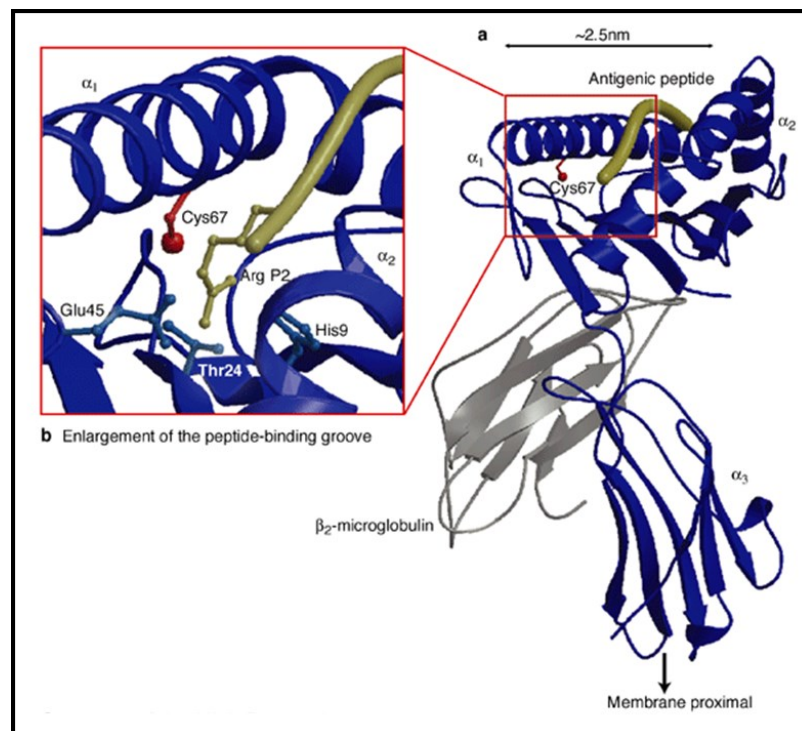 a
~2.5nm
Antigenic peptide
α₁
α₂
Cys67
α₁
Cys67
α₂
Arg P2
Glu45
His9
Thr24
b Enlargement of the peptide-binding groove
α₃
β₂-microglobulin
Membrane proximal